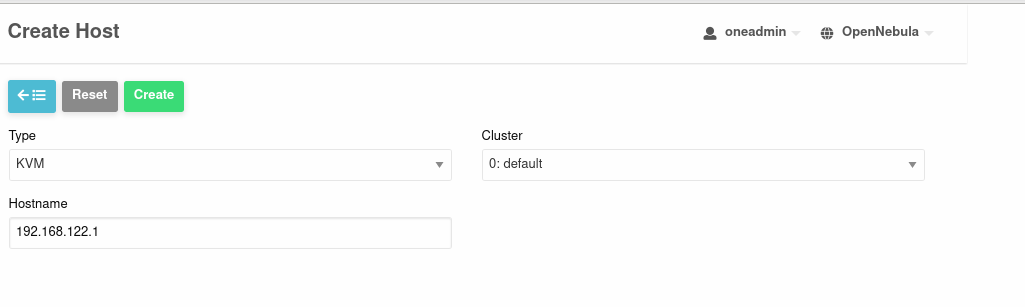 Create Host
oneadmin
OpenNebula
Reset
Create
Type
Cluster
KVM
0: default
Hostname
192.168.122.1